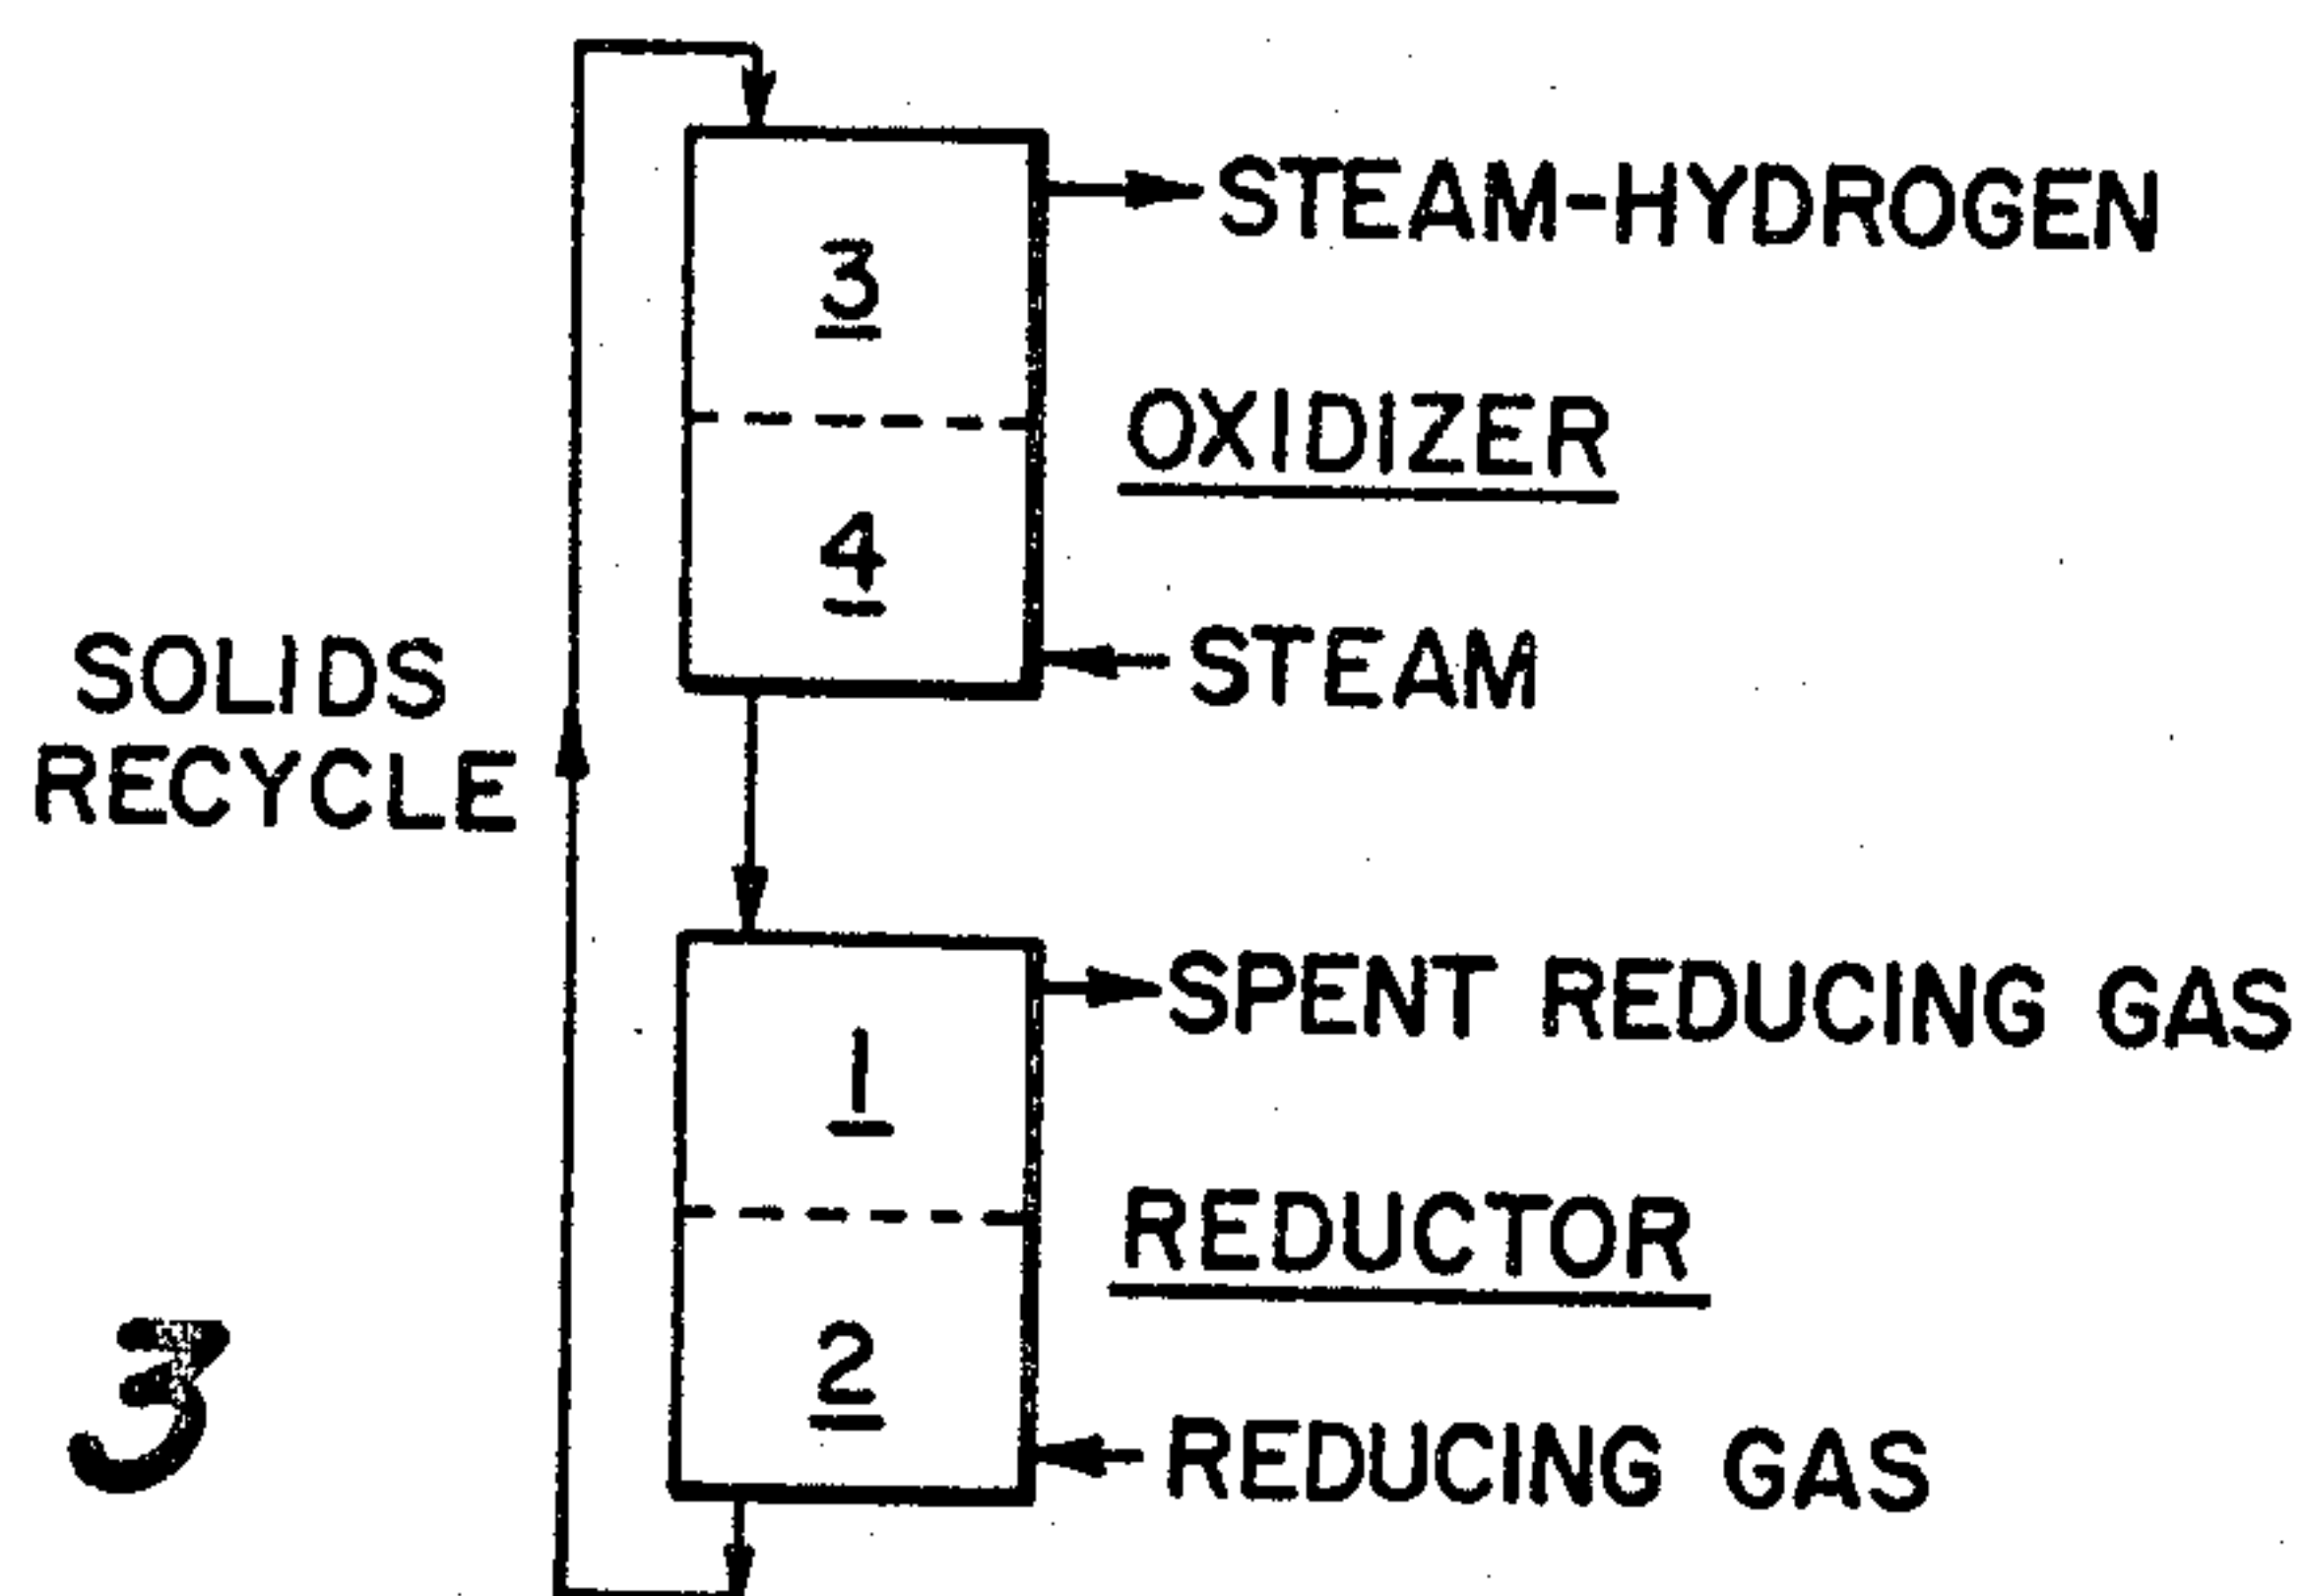 3
STEAM-HYDROGEN
OXIDIZER
4
STEAM
SOLIDS
RECYCLE
SPENT REDUCING GAS
1
REDUCTOR
2
REDUCING GAS
3